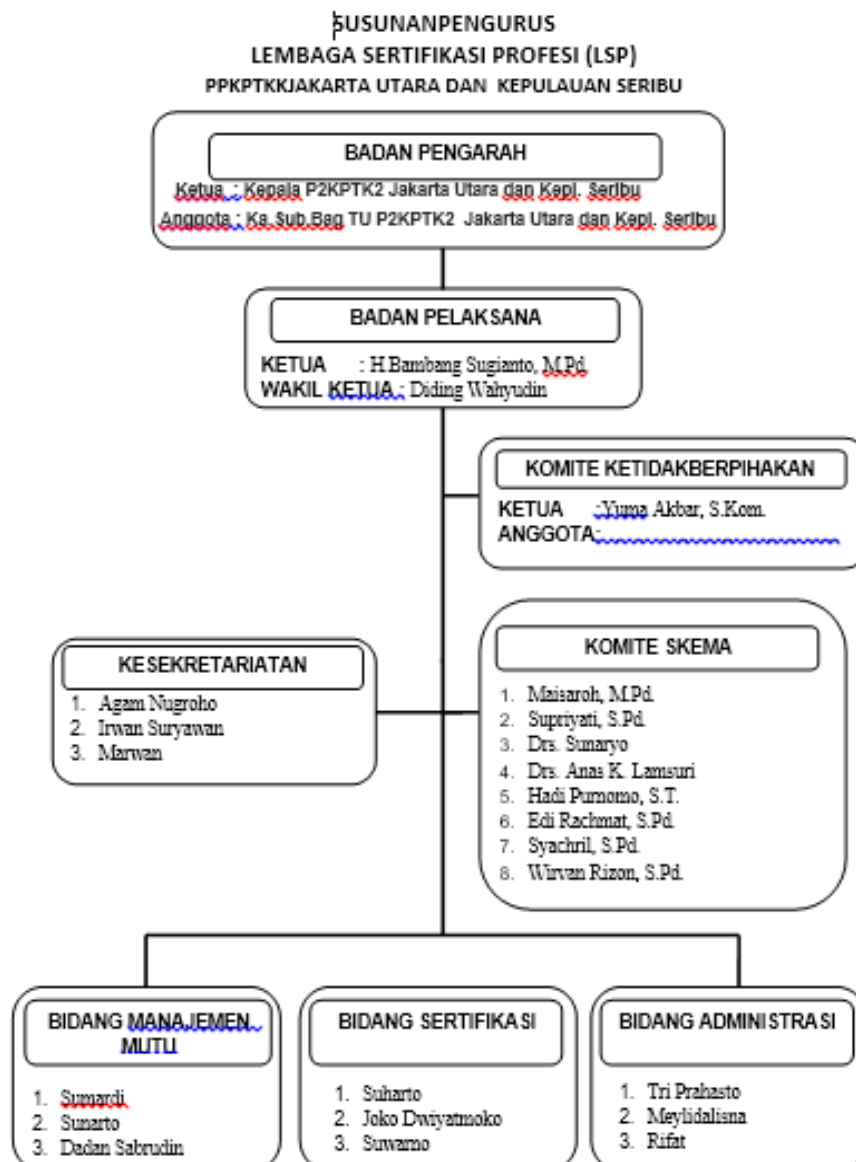 SUSUNANPENGURUS
LEMBAGA SERTIFIKASI PROFESI (LSP)
PPKPTKKJAKARTA UTARA DAN KEPULAUAN SERIBU
BADAN PENGARAH
Ketua : Kepala P2KPTK2 Jakarta Utara dan Kepl. Seribu
Anggota : Ka.Sub.Bag TU P2KPTK2 Jakarta Utara dan Kepl. Seribu
BADAN PELAKSANA
KETUA : H.Bambang Sugianto, M.Pd.
WAKIL KETUA : Diding Wahyudin
KOMITE KETIDAKBERPIHAKAN
KETUA :Yuma Akbar, S.Kom.
ANGGOTA:
KESEKRETARIATAN
1. Agam Nugroho
2. Irwan Suryawan
3. Marwan
KOMITE SKEMA
1. Maisaroh, M.Pd.
2. Supriyati, S.Pd.
3. Drs. Sunaryo
4. Drs. Anas K. Lamsuri
5. Hadi Purnomo, S.T.
6. Edi Rachmat, S.Pd.
7. Syachril, S.Pd.
8. Wirvan Rizon, S.Pd.
BIDANG MANAJEMEN
MUTU
1. Sumardi
2. Sunarto
3. Dadan Sabrudin
BIDANG SERTIFIKASI
1. Suharto
2. Joko Dwiyatmoko
3. Suwarno
BIDANG ADMINISTRASI
1. Tri Prahasto
2. Meylidalisna
3. Rifat